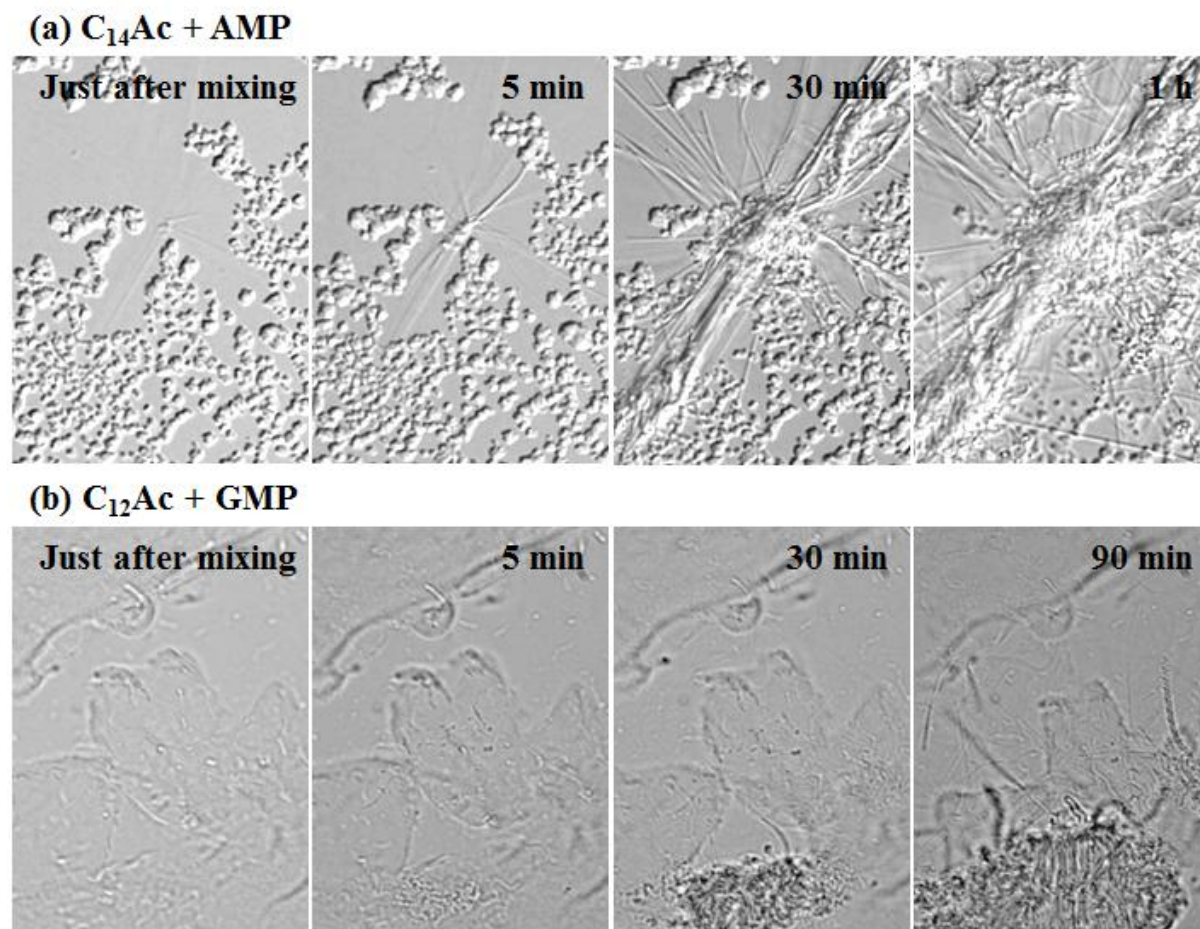 (a) C₁₄Ac + AMP
Just after mixing 5 min 30 min 1 h
(b) C₁₂Ac + GMP
Just after mixing 5 min 30 min 90 min